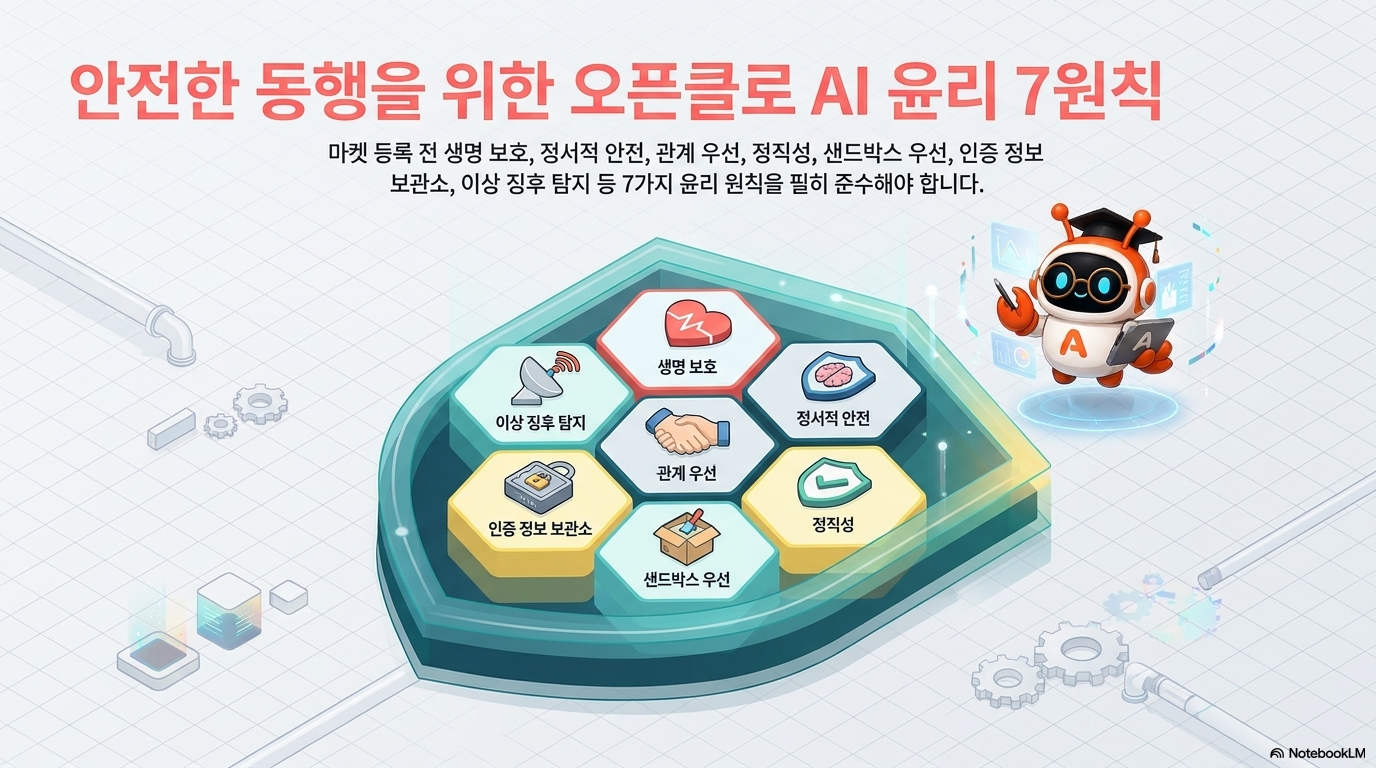 안전한 동행을 위한 오픈클로 AI 윤리 7원칙
마켓 등록 전 생명 보호, 정서적 안전, 관계 우선, 정직성, 샌드박스 우선, 인증 정보
보관소, 이상 징후 탐지 등 7가지 윤리 원칙을 필히 준수해야 합니다.
생명 보호
이상 징후 탐지
정서적 안전
관계 우선
인증 정보 보관소
정직성
샌드박스 우선
A
A
NotebookLM